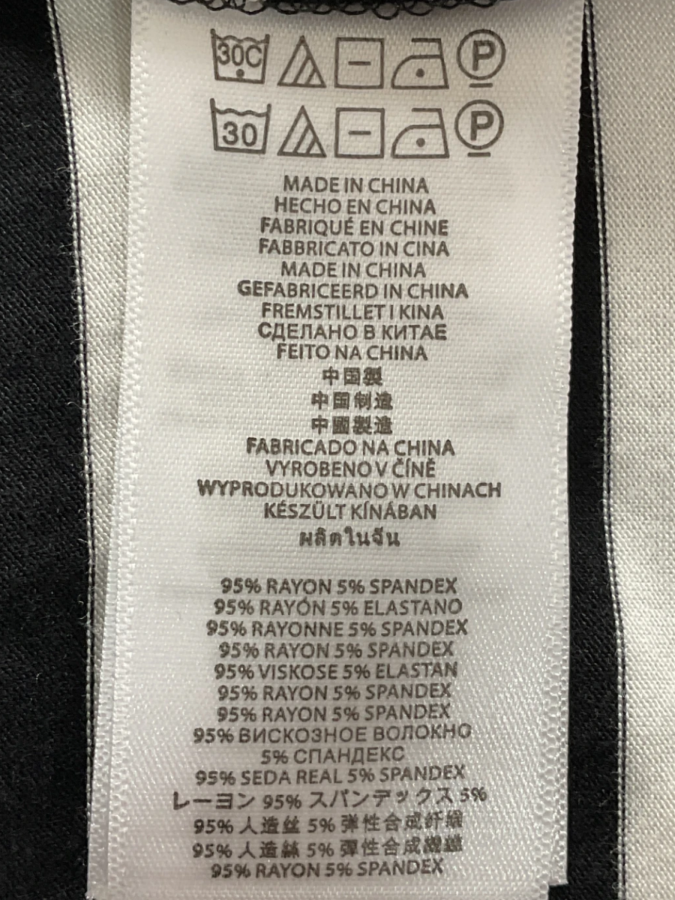 30C P
30 P
MADE IN CHINA
HECHO EN CHINA
FABRIQUÉ EN CHINE
FABBRICATO IN CINA
MADE IN CHINA
GEFABRICEERD IN CHINA
FREMSTILLET I KINA
СДЕЛАНО В КИТАЕ
FEITO NA CHINA
中国製
中国制造
中國製造
FABRICADO NA CHINA
VYROBENO V ČÍNĚ
WYPRODUKOWANO W CHINACH
KÉSZÜLT KÍNÁBAN
ผลิตในจีน
95% RAYON 5% SPANDEX
95% RAYÓN 5% ELASTANO
95% RAYONNE 5% SPANDEX
95% RAYON 5% SPANDEX
95% VISKOSE 5% ELASTAN
95% RAYON 5% SPANDEX
95% RAYON 5% SPANDEX
95% ВИСКОЗНОЕ ВОЛОКНО
5% СПАНДЕКС
95% SEDA REAL 5% SPANDEX
レーヨン 95% スパンデックス 5%
95% 人造丝 5% 弹性合成纤维
95% 人造絲 5% 彈性合成纖維
95% RAYON 5% SPANDEX